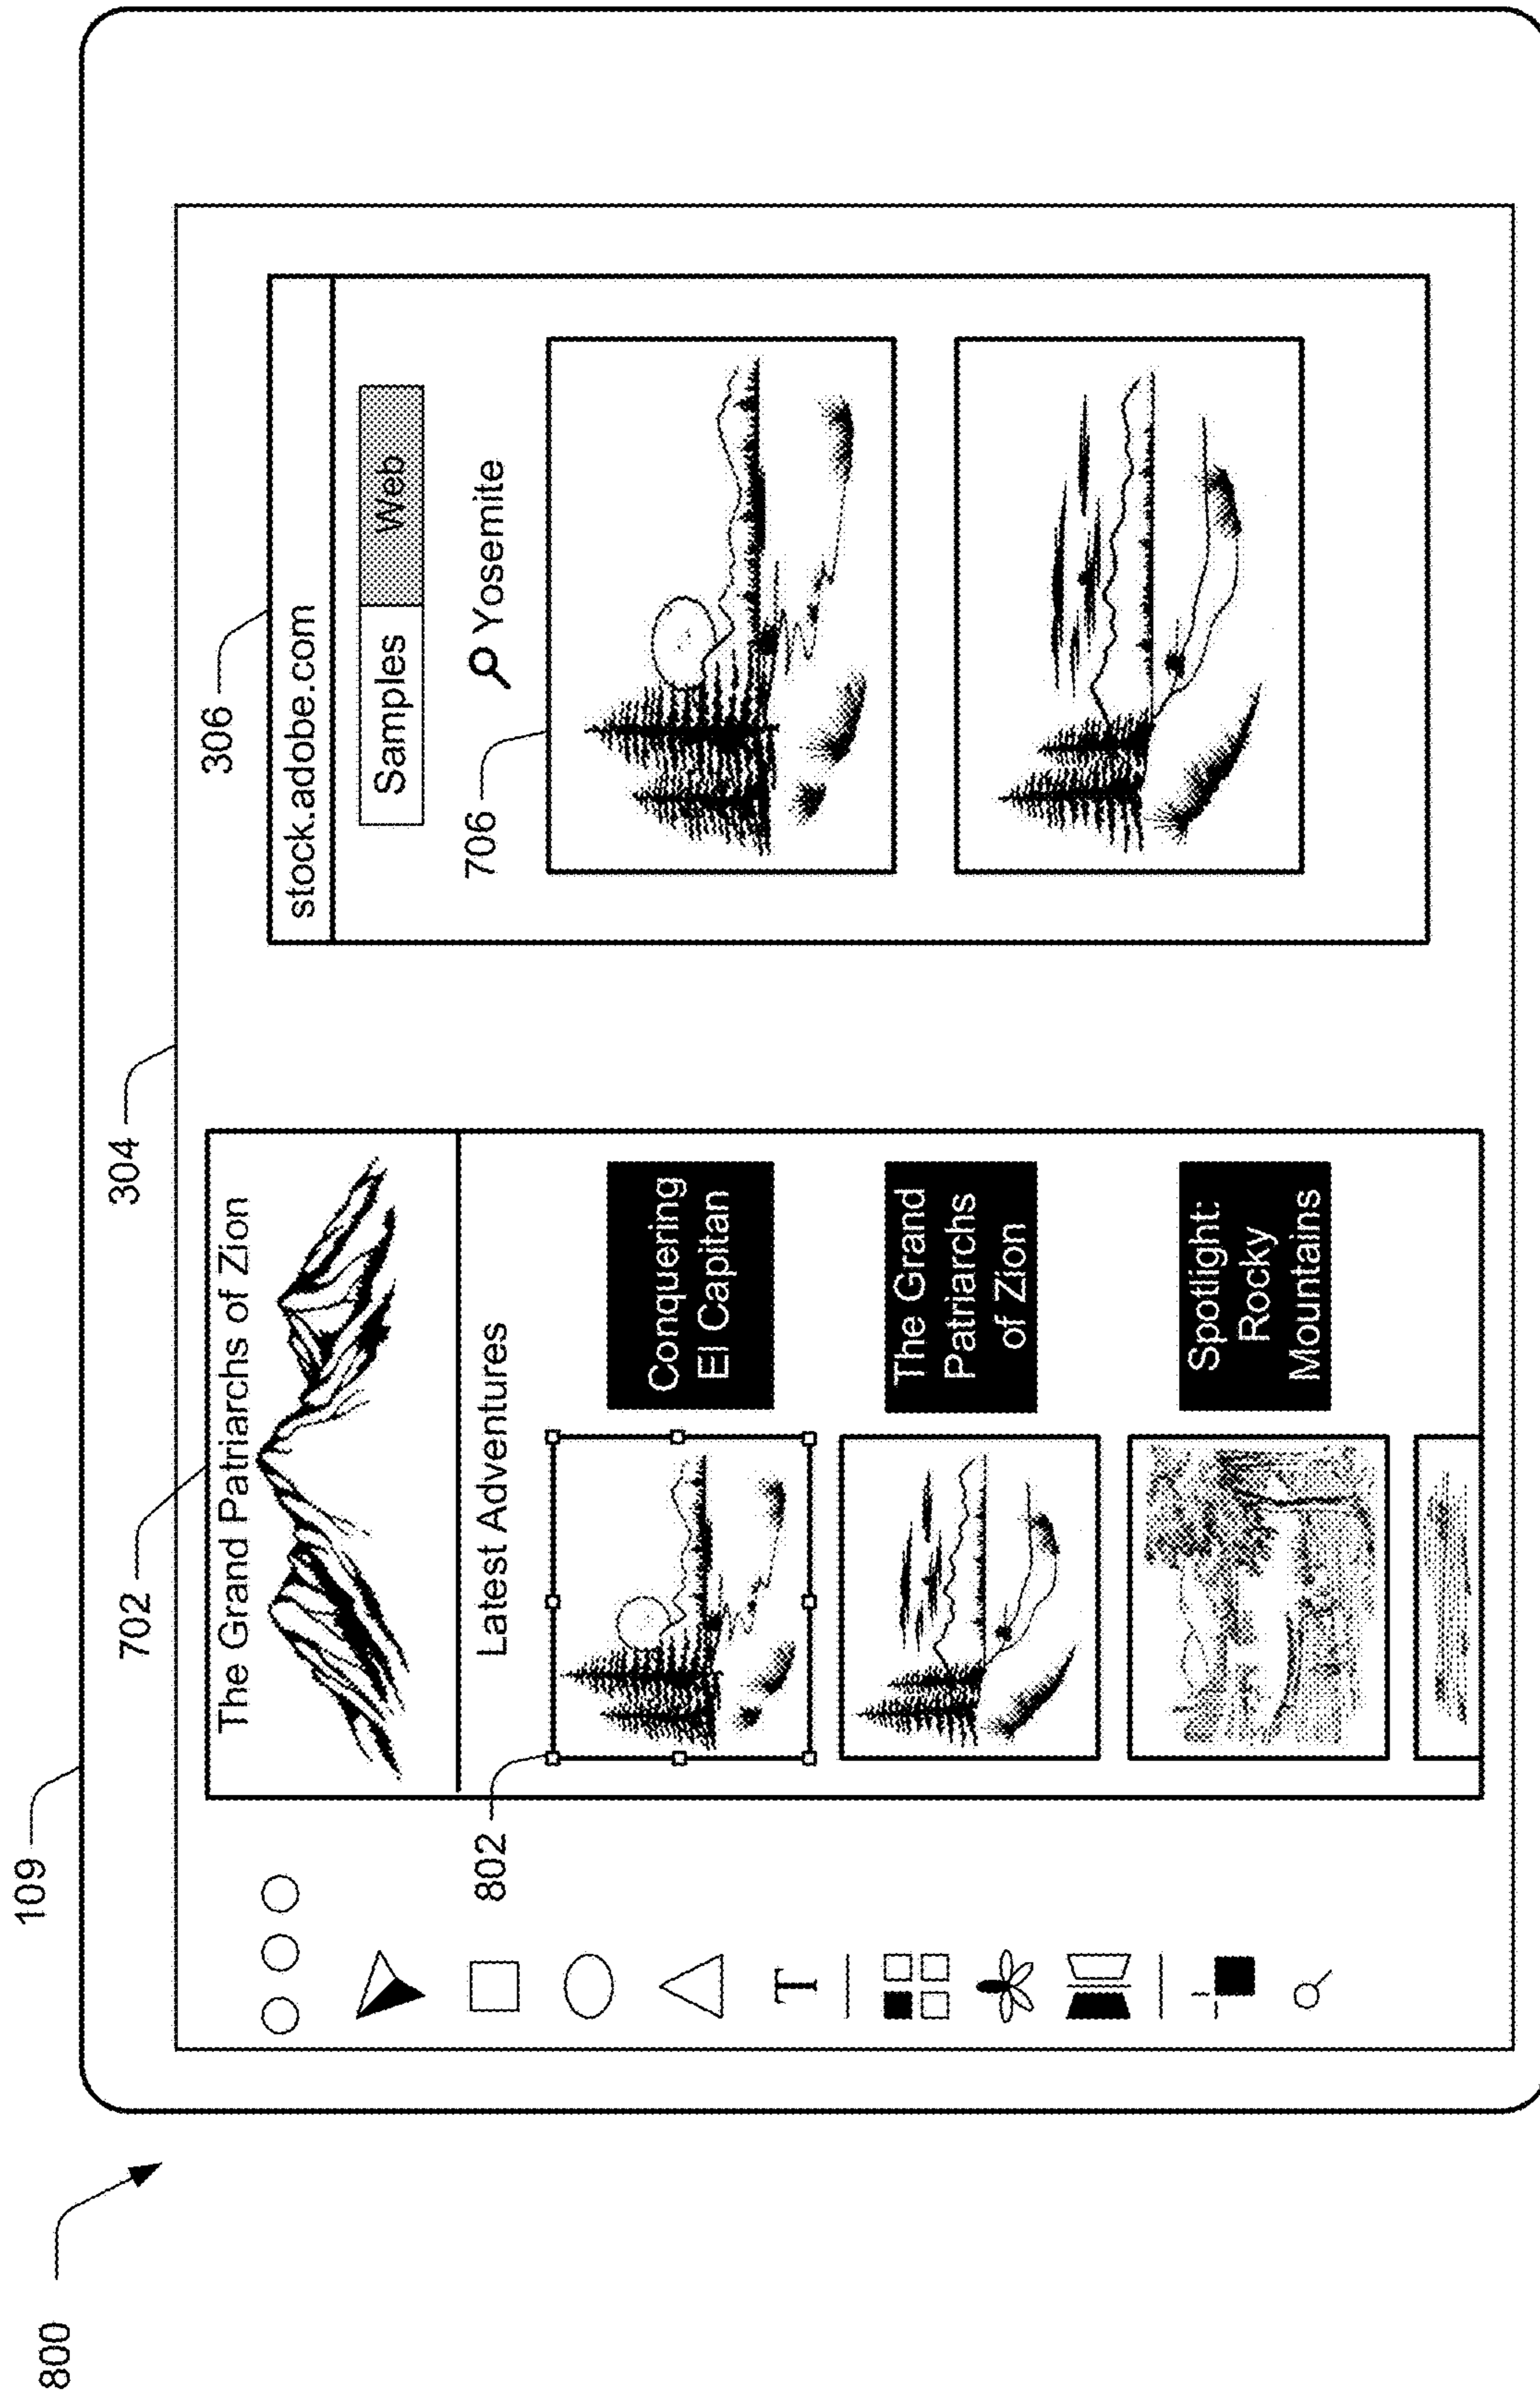 800
109
304
702
306
The Grand Patriarchs of Zion
Latest Adventures
802
Conquering
El Capitan
The Grand
Patriarchs
of Zion
Spotlight:
Rocky
Mountains
T
stock.adobe.com
Samples
Web
Yosemite
706